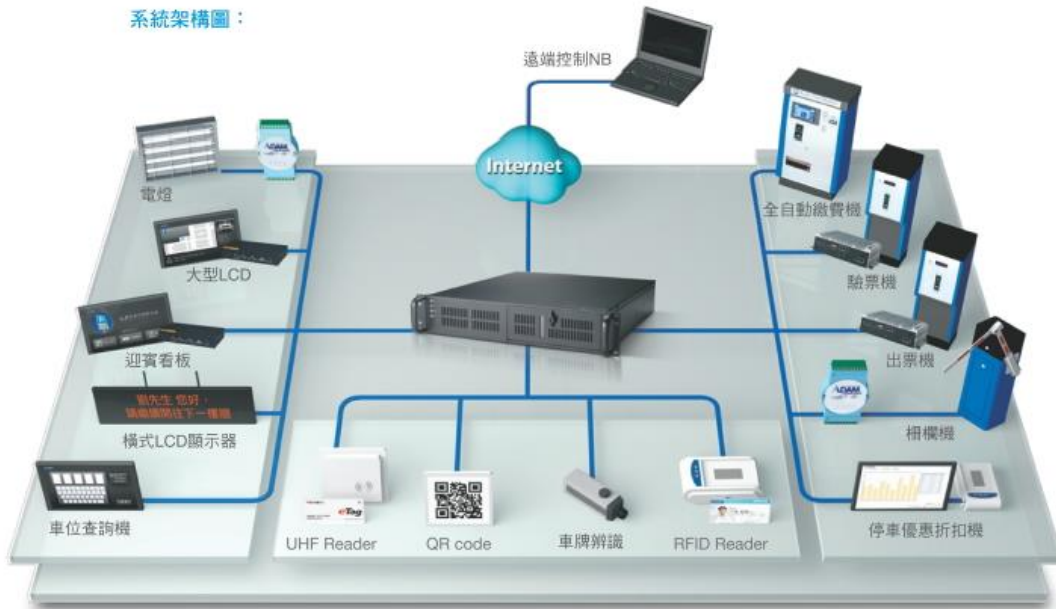 系統架構圖：
遠端控制NB
Internet
ADAM
電燈
全自動繳費機
大型LCD
驗票機
迎賓看板
出票機
ADAM
劉先生 您好，
請繼續開往下一樓層
橫式LCD顯示器
柵欄機
車位查詢機
eTag
UHF Reader
QR code
車牌辨識
RFID Reader
停車優惠折扣機